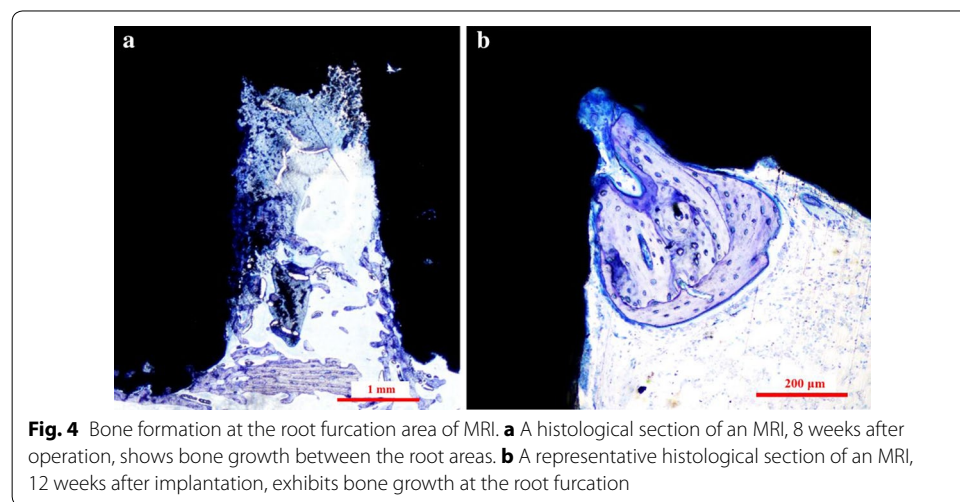 a
b
1 mm
200 µm
Fig. 4 Bone formation at the root furcation area of MRI. a A histological section of an MRI, 8 weeks after
operation, shows bone growth between the root areas. b A representative histological section of an MRI,
12 weeks after implantation, exhibits bone growth at the root furcation